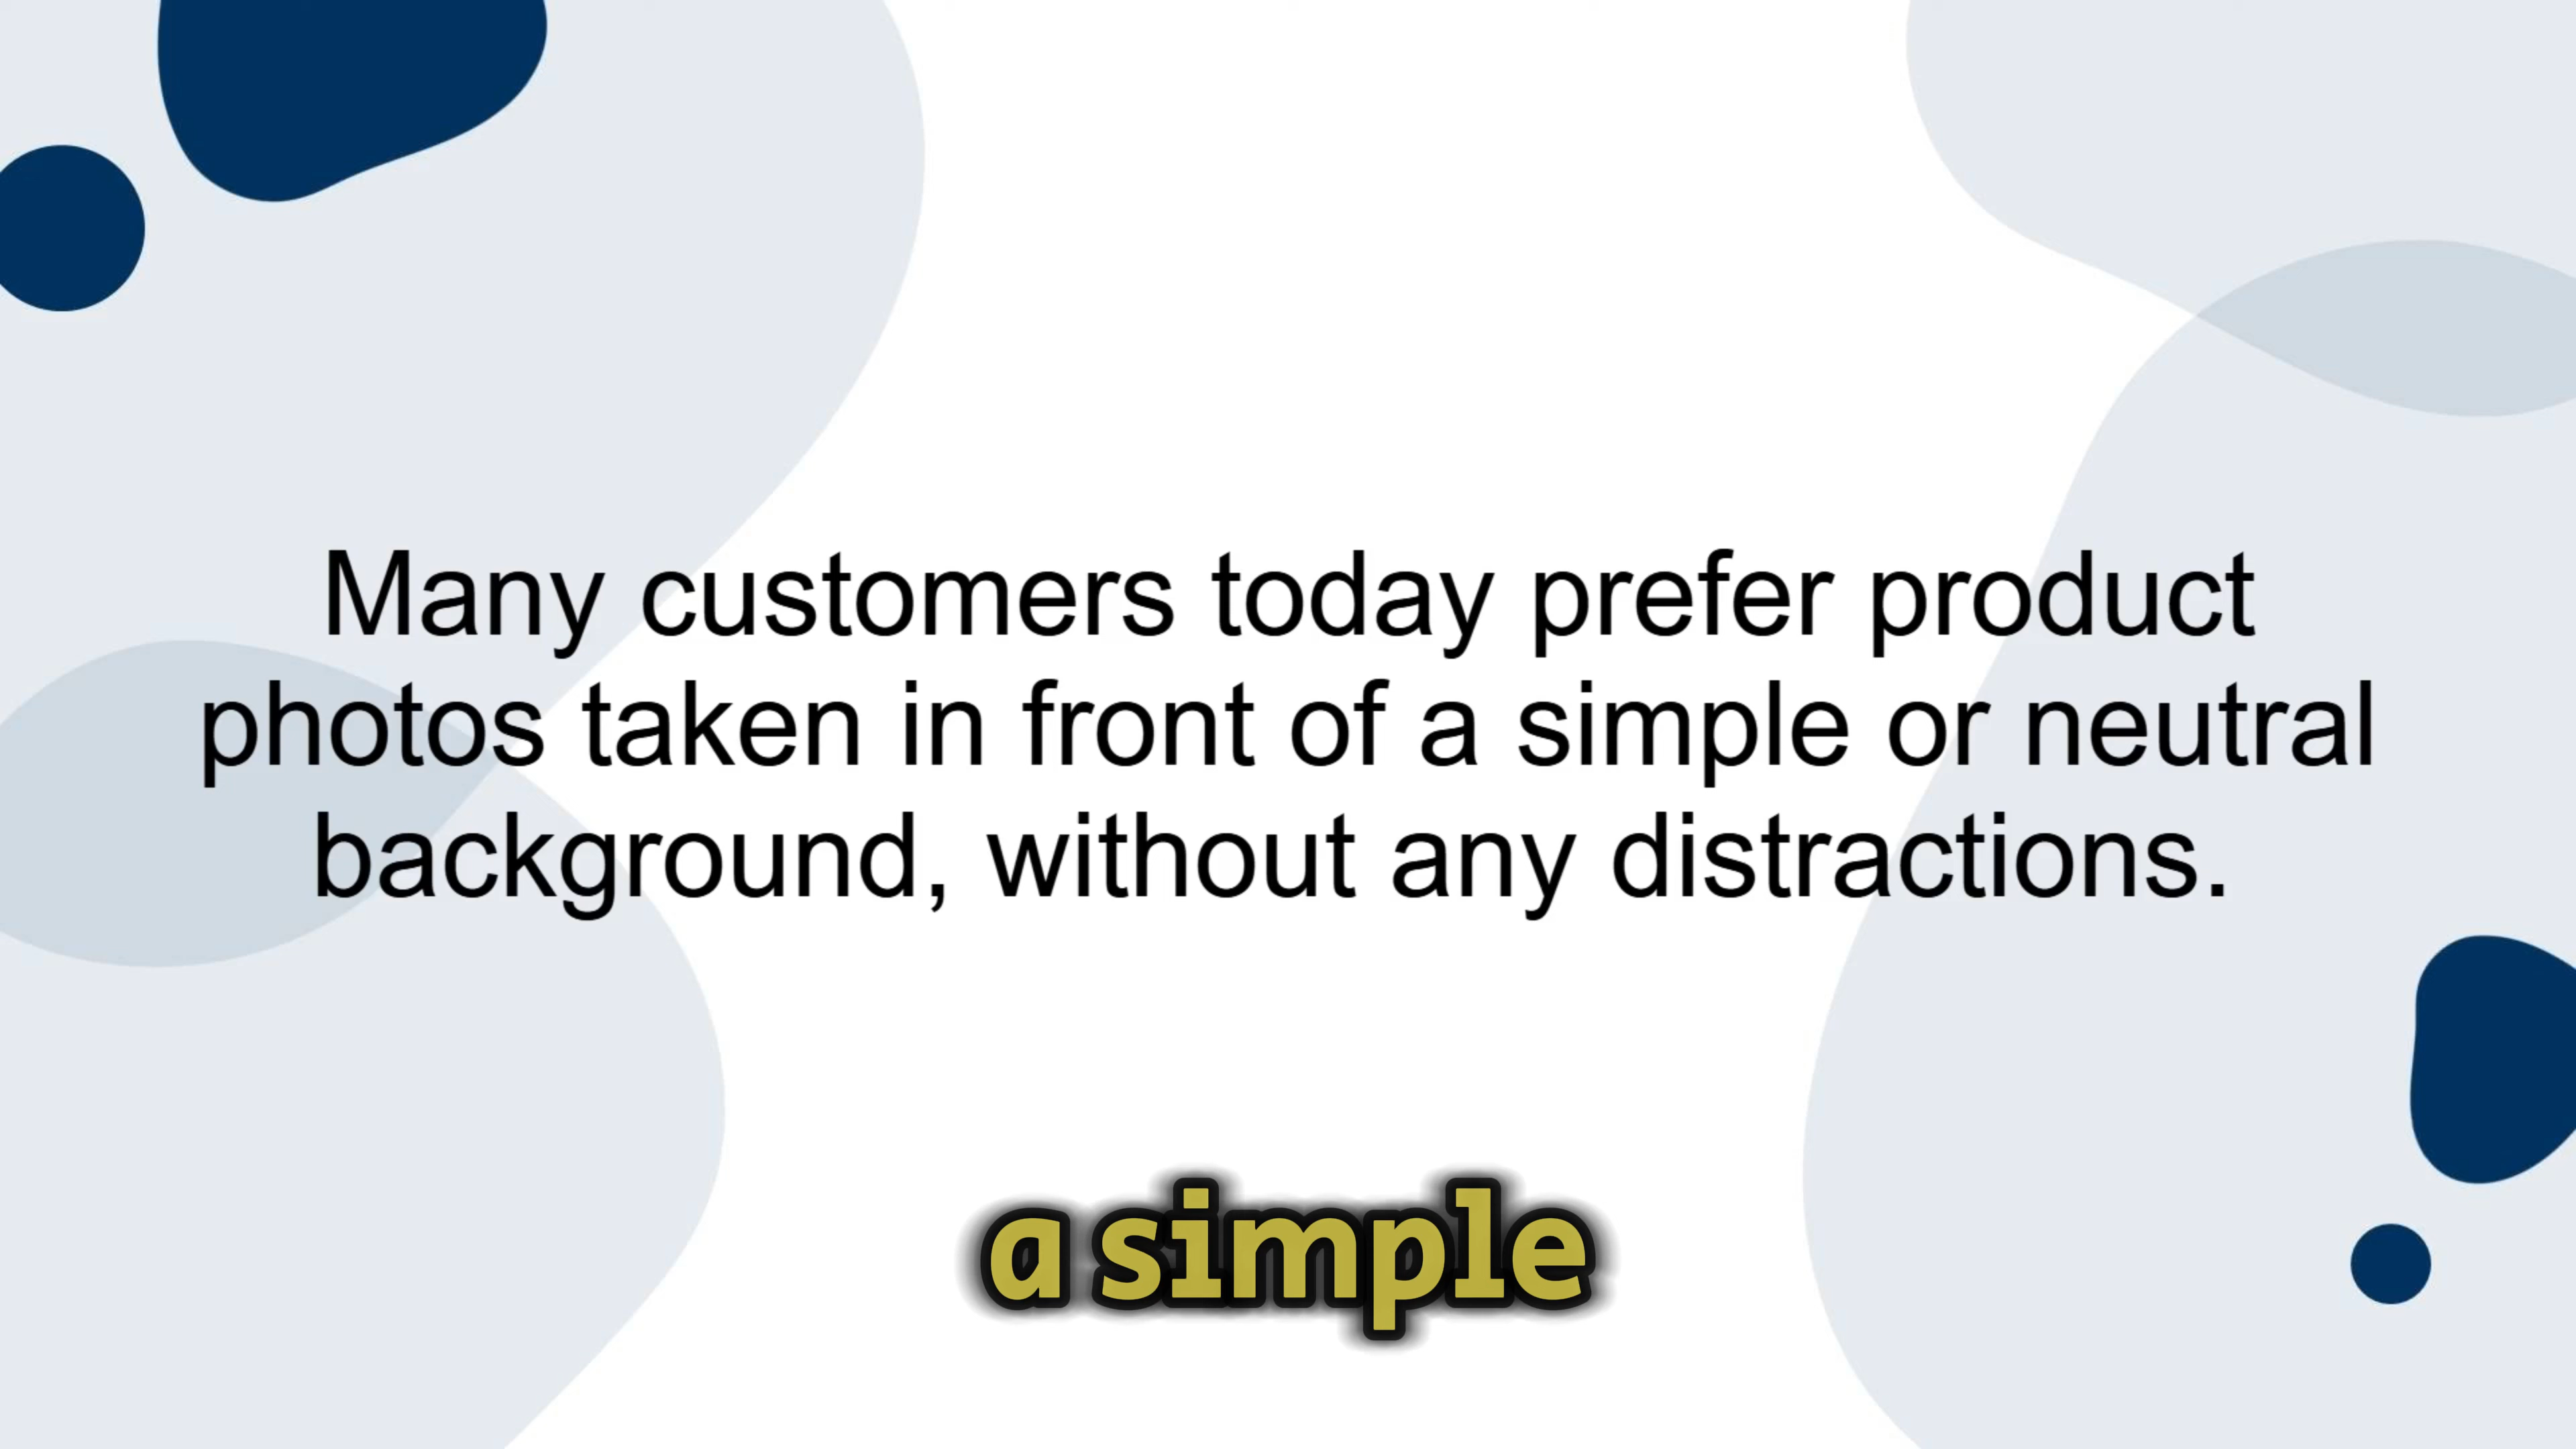 Many customers today prefer product
photos taken in front of a simple or neutral
background, without any distractions.
a simple